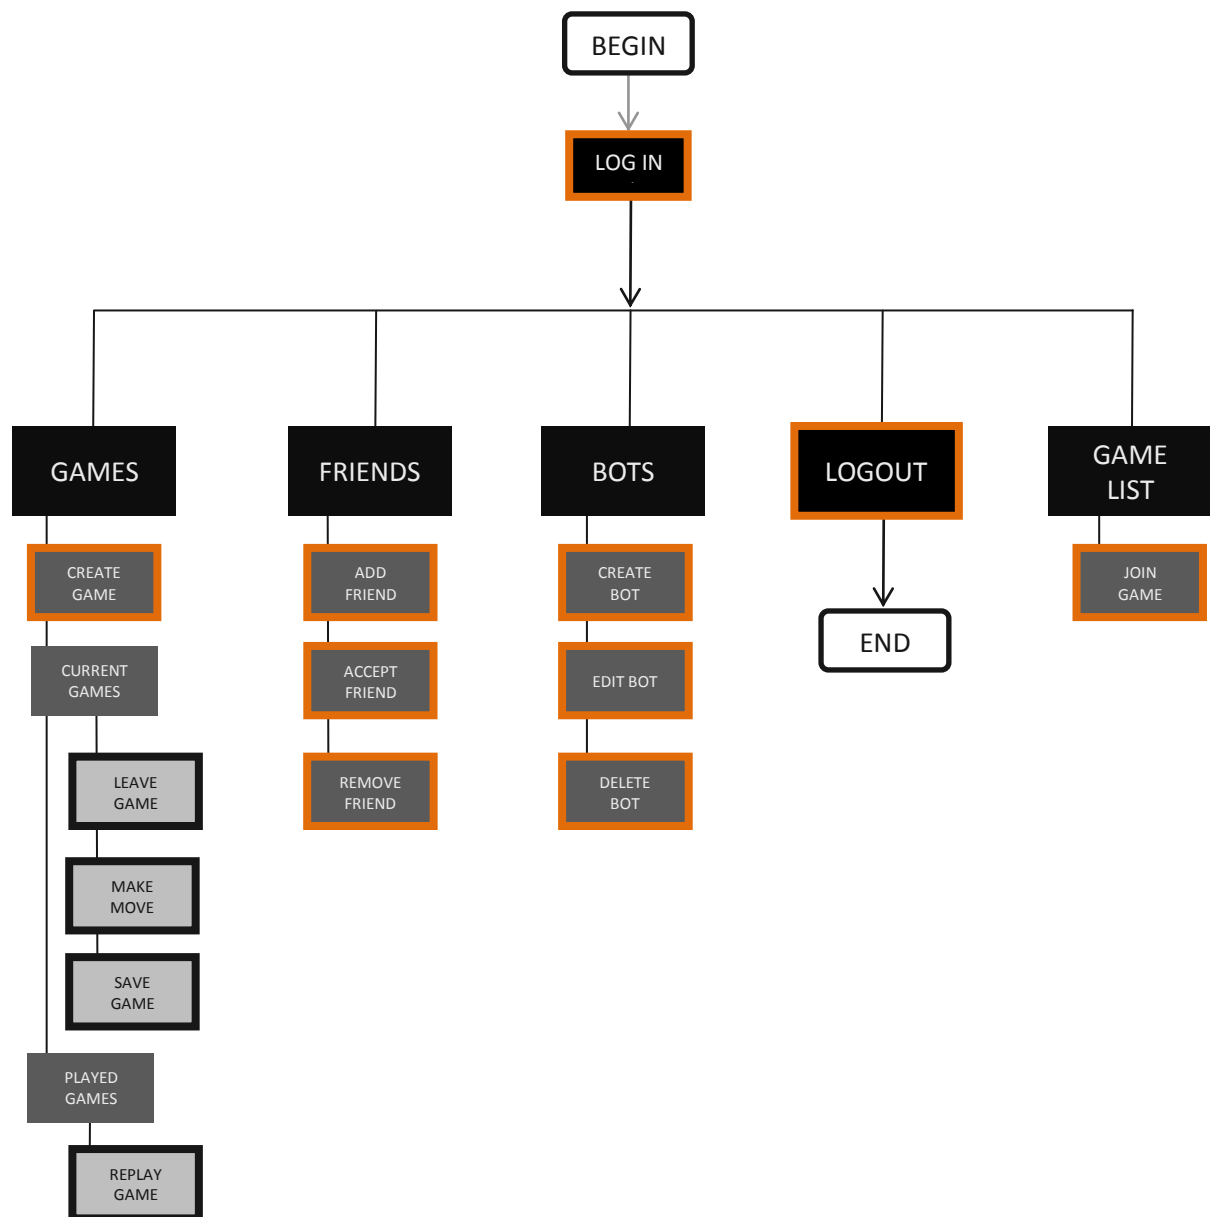 BEGIN
LOG IN
GAMES
FRIENDS
BOTS
LOGOUT
GAME
LIST
CREATE
GAME
ADD
FRIEND
CREATE
BOT
JOIN
GAME
END
CURRENT
GAMES
ACCEPT
FRIEND
EDIT BOT
LEAVE
GAME
REMOVE
FRIEND
DELETE
BOT
MAKE
MOVE
SAVE
GAME
PLAYED
GAMES
REPLAY
GAME